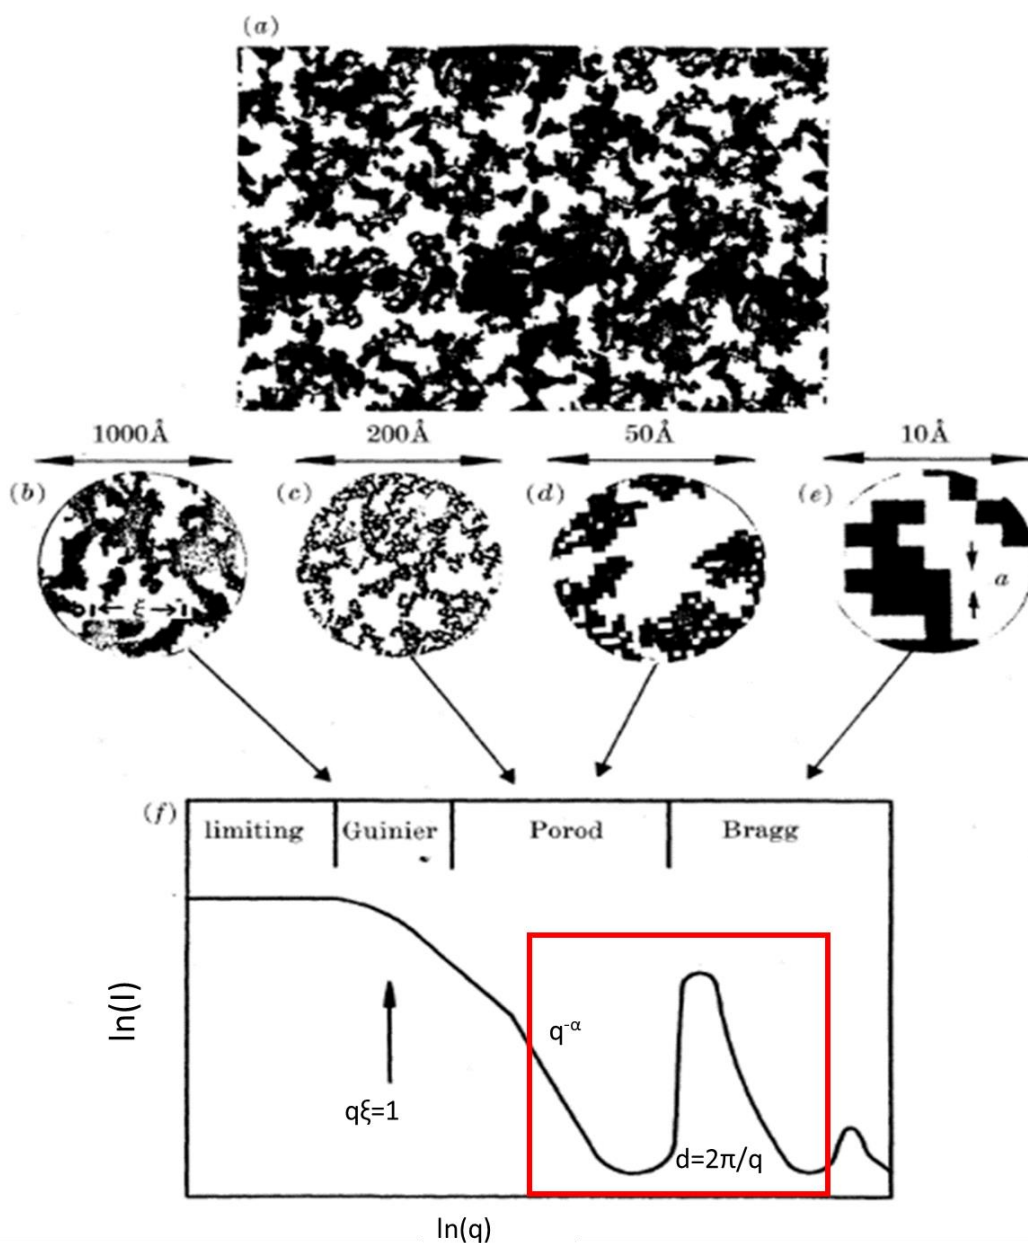 (a)
1000Å 200Å 50Å 10Å
(b) (c) (d) (e)
a
ξ
(f)
limiting Guinier Porod Bragg
ln(I)
q⁻ᵅ
qξ=1
d=2π/q
ln(q)